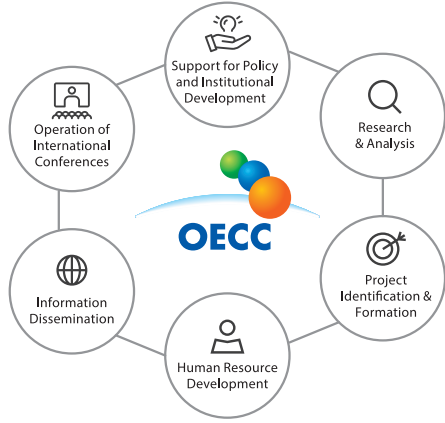 Support for Policy
and Institutional
Development
Research
& Analysis
Project
Identification &
Formation
Human Resource
Development
Information
Dissemination
Operation of
International
Conferences
OECC